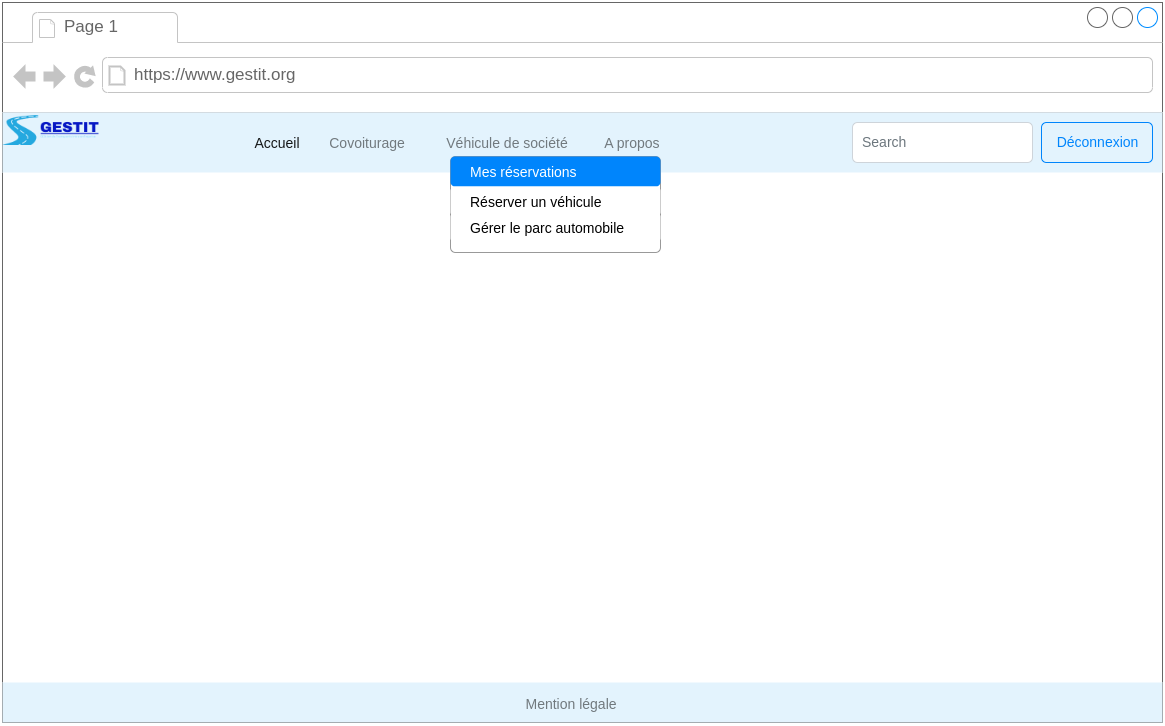 Page 1
https://www.gestit.org
GESTIT
Accueil Covoiturage Véhicule de société A propos Search Déconnexion
Mes réservations
Réserver un véhicule
Gérer le parc automobile
Mention légale